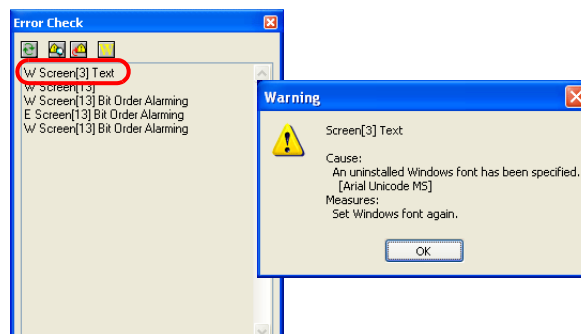 Error Check
W
W Screen[3] Text
W Screen[13]
W Screen[13] Bit Order Alarming
E Screen[13] Bit Order Alarming
W Screen[13] Bit Order Alarming
Warning
Screen[3] Text
Cause:
An uninstalled Windows font has been specified.
[Arial Unicode MS]
Measures:
Set Windows font again.
OK